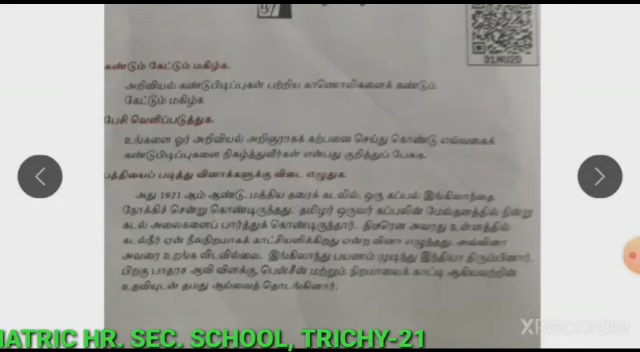 57
D1.MU2D
கண்டும் கேட்டும் மகிழ்க.
அறிவியல் கண்டுபிடிப்புகள் பற்றிய காணொலிகளைக் கண்டும்
கேட்டும் மகிழ்க
பேசி வெளிப்படுத்துக.
உங்களை ஓர் அறிவியல் அறிஞராகக் கற்பனை செய்து கொண்டு எவ்வகைக்
கண்டுபிடிப்புகளை நிகழ்த்துவீர்கள் என்பது குறித்துப் பேசுக.
பத்தியைப் படித்து வினாக்களுக்கு விடை எழுதுக.
அது 1921 ஆம் ஆண்டு. மத்திய தரைக் கடலில், ஒரு கப்பல் இங்கிலாந்தை
நோக்கிச் சென்று கொண்டிருந்தது. தமிழர் ஒருவர் கப்பலின் மேல்தளத்தில் நின்று
கடல் அலைகளைப் பார்த்துக் கொண்டிருந்தார். திடீரென அவரது உள்ளத்தில்
கடல்நீர் ஏன் நீலநிறமாகக் காட்சியளிக்கிறது என்ற வினா எழுந்தது. அவ்வினா
அவரை உறங்க விடவில்லை. இங்கிலாந்து பயணம் முடிந்து இந்தியா திரும்பினார்.
பிறகு பாதரச ஆவி விளக்கு, பென்சீன் மற்றும் நிறமாலைக் காட்டி ஆகியவற்றின்
உதவியுடன் தமது ஆய்வைத் தொடங்கினார்.
XRecorder
MATRIC HR. SEC. SCHOOL, TRICHY-21